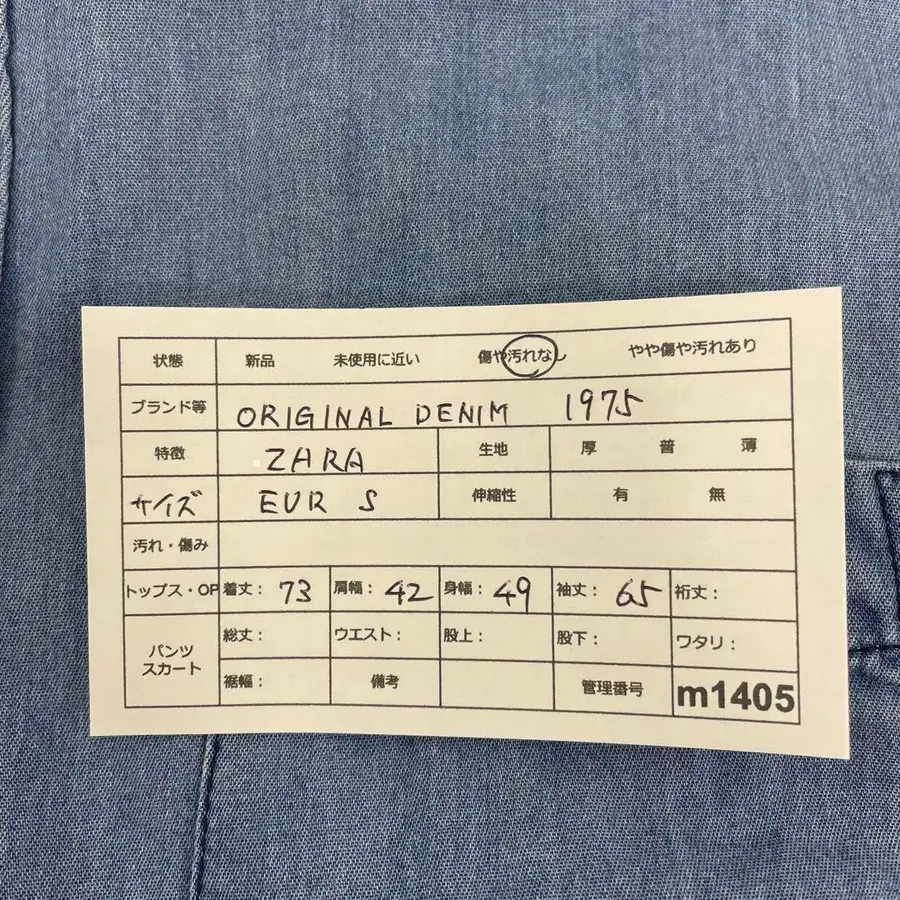 状態 新品 未使用に近い 傷や汚れなし やや傷や汚れあり
ブランド等 ORIGINAL DENIM 1975
特徴 ZARA 生地 厚 普 薄
サイズ EUR S 伸縮性 有 無
汚れ・傷み
トップス・OP 着丈： 73 肩幅： 42 身幅： 49 袖丈： 65 裄丈：
パンツ 総丈： ウエスト： 股上： 股下： ワタリ：
スカート
裾幅： 備考 管理番号 m1405